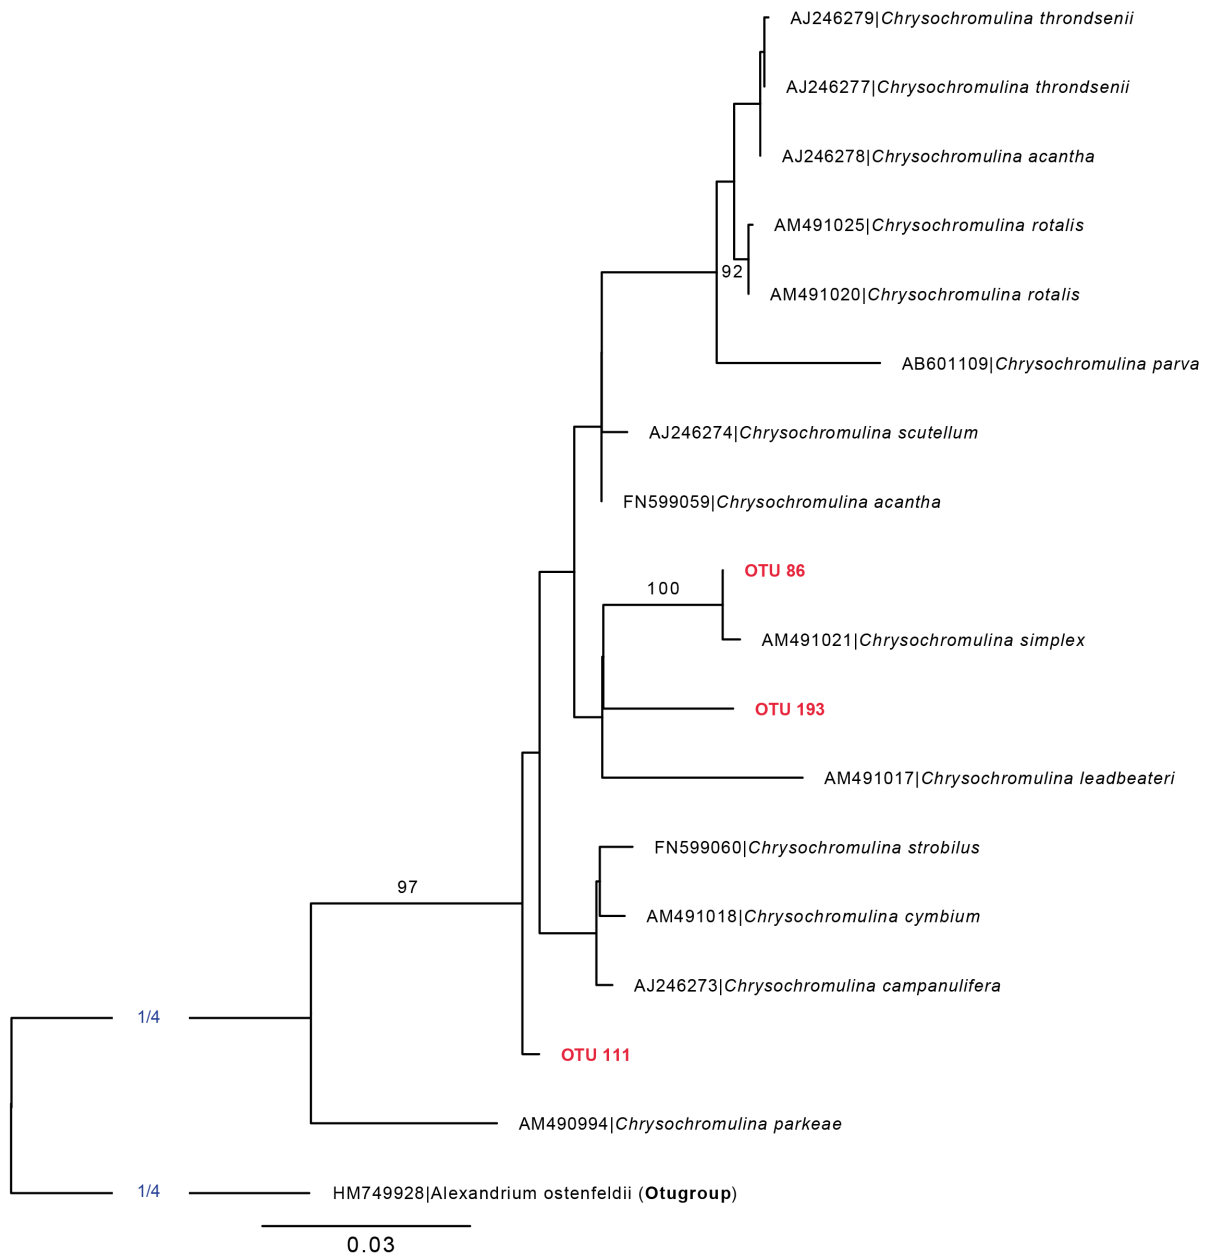 AJ246279|Chrysochromulina throndsenii
AJ246277|Chrysochromulina throndsenii
AJ246278|Chrysochromulina acantha
AM491025|Chrysochromulina rotalis
92
AM491020|Chrysochromulina rotalis
AB601109|Chrysochromulina parva
AJ246274|Chrysochromulina scutellum
FN599059|Chrysochromulina acantha
OTU 86
100
AM491021|Chrysochromulina simplex
OTU 193
AM491017|Chrysochromulina leadbeateri
FN599060|Chrysochromulina strobilus
97
AM491018|Chrysochromulina cymbium
AJ246273|Chrysochromulina campanulifera
1/4
OTU 111
AM490994|Chrysochromulina parkeae
1/4
HM749928|Alexandrium ostenfeldii (Otugroup)
0.03